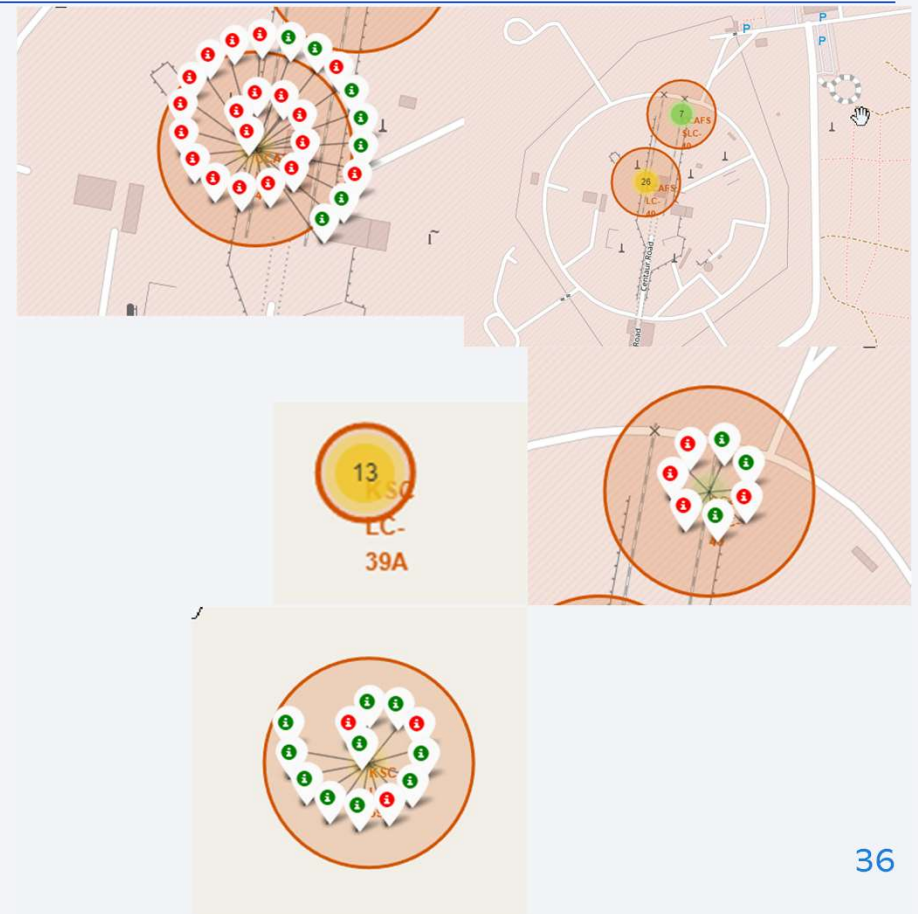 P
P
P
7
CAFS
SLC-
40
26
CAFS
LC-
40
Centaur Road
Road
13
KSC
LC-
39A
KSC
36